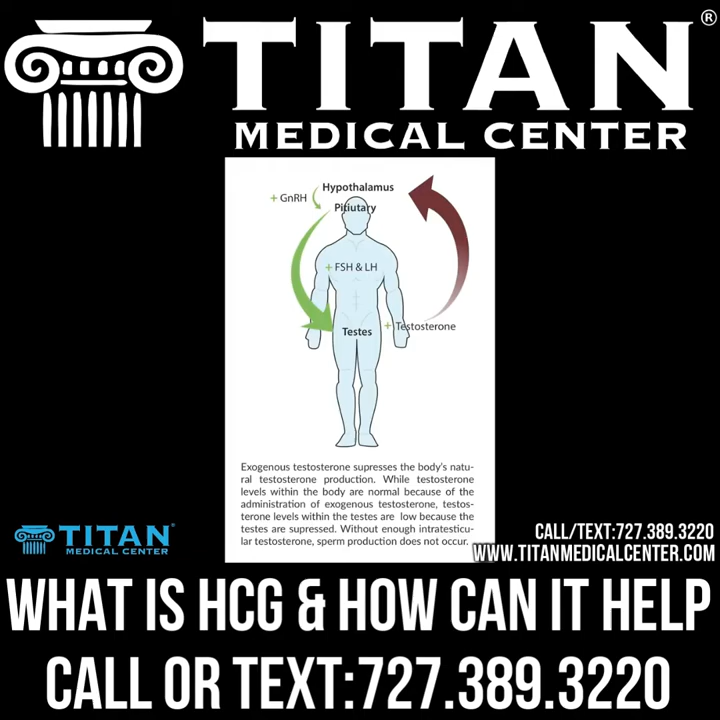 TITAN®
MEDICAL CENTER
Hypothalamus
+ GnRH
Pitiutary
+ FSH & LH
Testes
+ Testosterone
Exogenous testosterone supresses the body's natu-
ral testosterone production. While testosterone
levels within the body are normal because of the
administration of exogenous testosterone, testos-
terone levels within the testes are low because the
testes are supressed. Without enough intratesticu-
lar testosterone, sperm production does not occur.
TITAN®
MEDICAL CENTER
CALL/TEXT:727.389.3220
WWW.TITANMEDICALCENTER.COM
WHAT IS HCG & HOW CAN IT HELP
CALL OR TEXT:727.389.3220